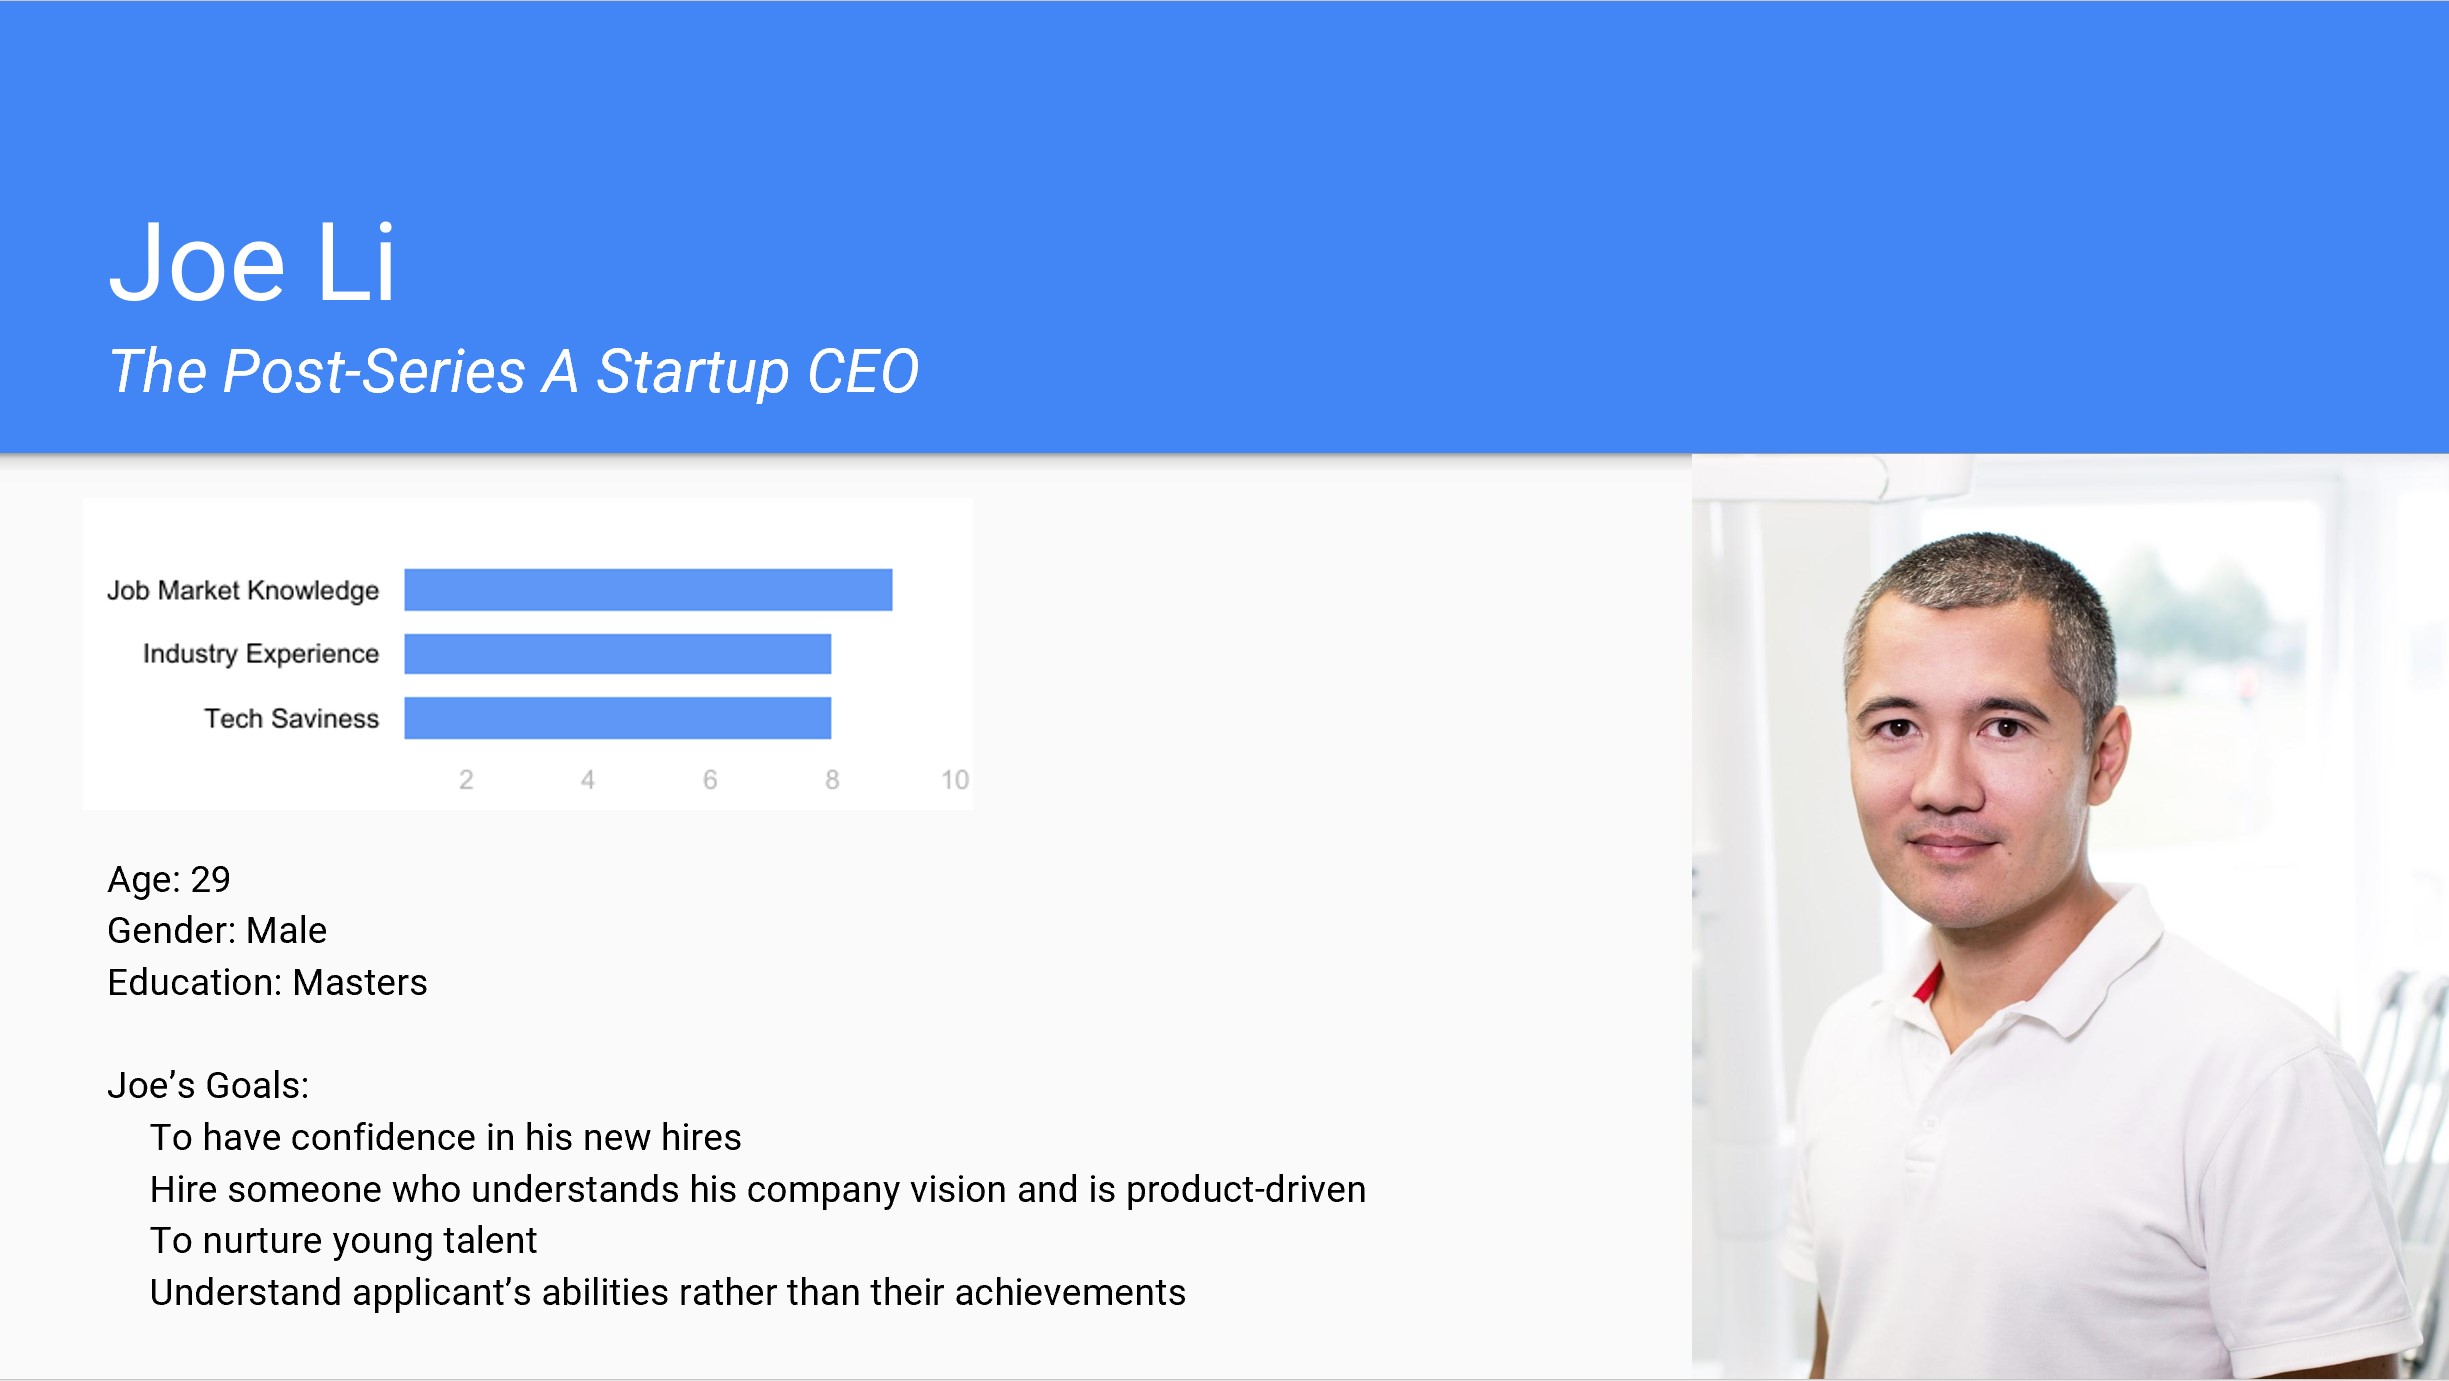 Joe Li
The Post-Series A Startup CEO
Job Market Knowledge
Industry Experience
Tech Saviness
2 4 6 8 10
Age: 29
Gender: Male
Education: Masters
Joe’s Goals:
To have confidence in his new hires
Hire someone who understands his company vision and is product-driven
To nurture young talent
Understand applicant’s abilities rather than their achievements